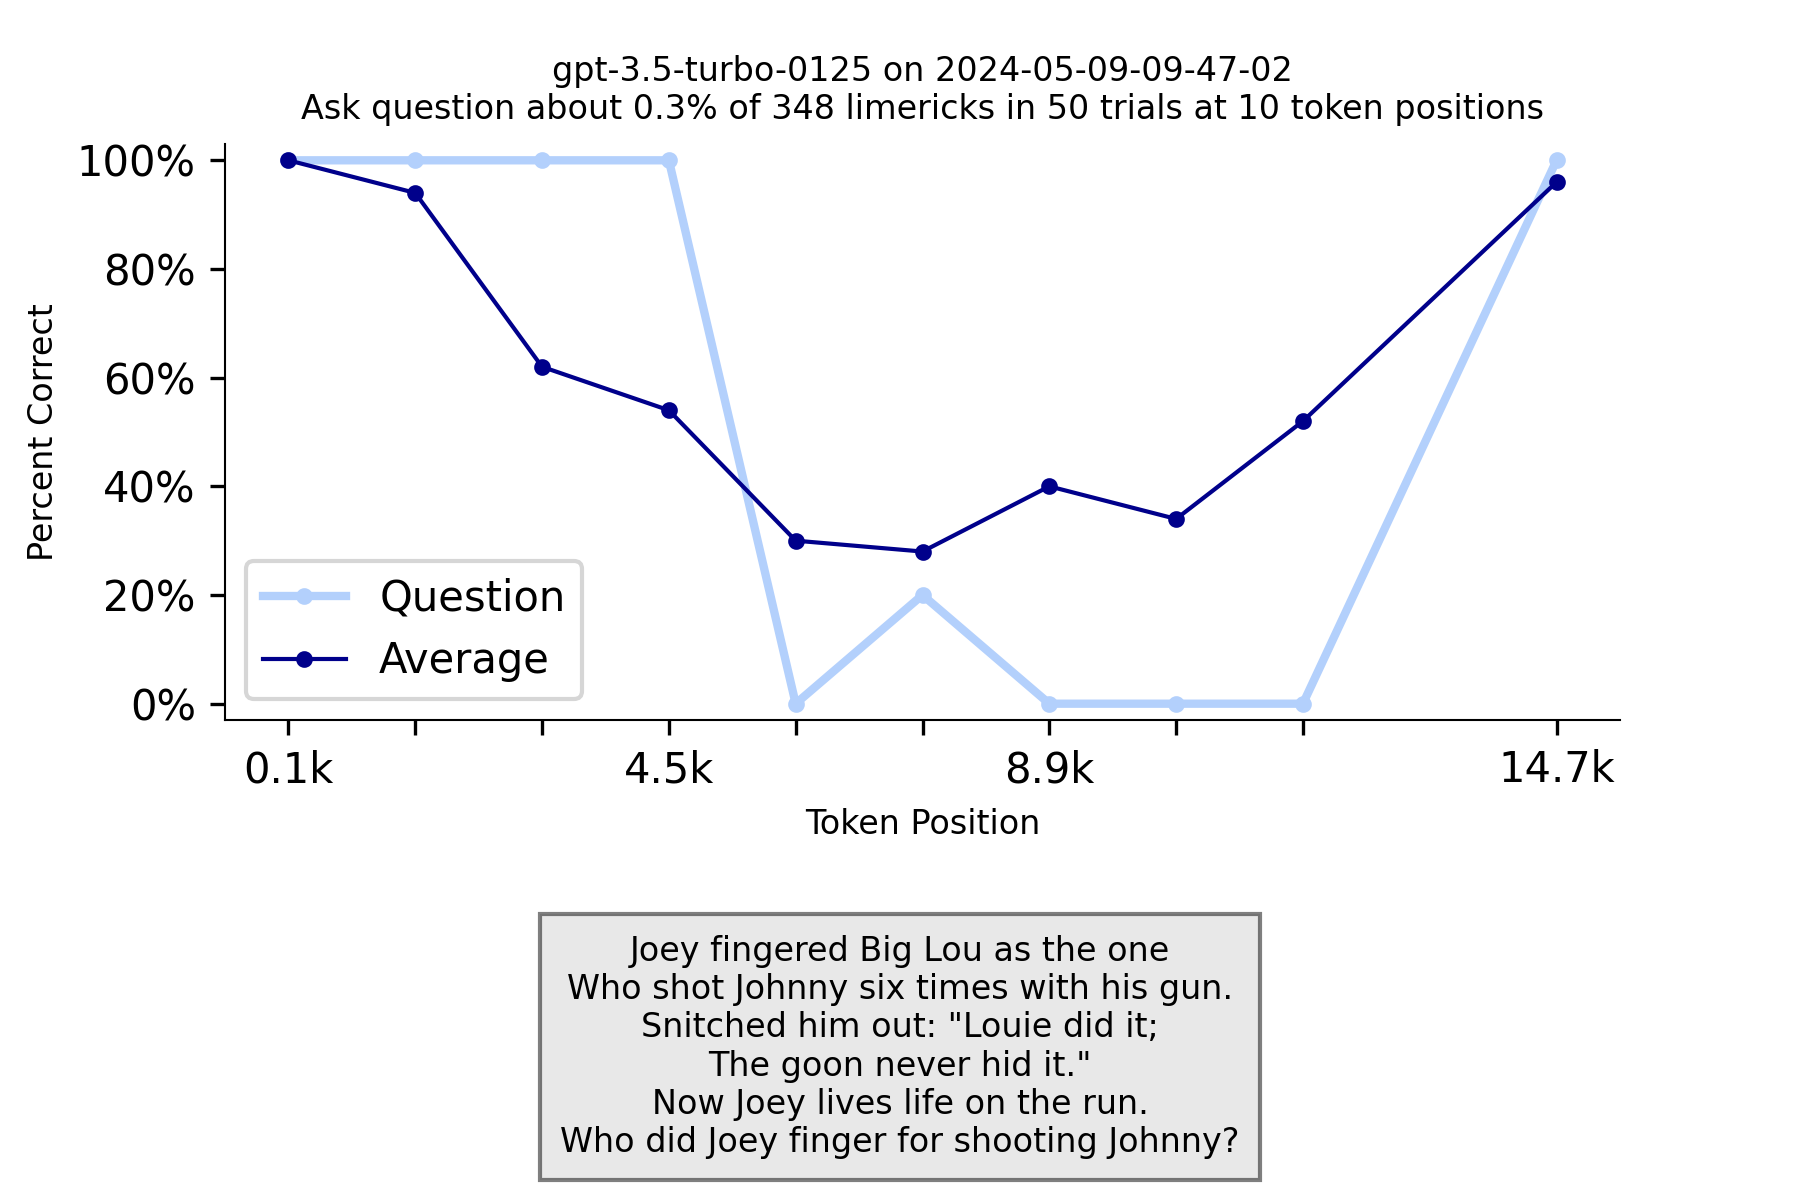 gpt-3.5-turbo-0125 on 2024-05-09-09-47-02
Ask question about 0.3% of 348 limericks in 50 trials at 10 token positions
100%
80%
60%
40%
20%
0%
Percent Correct
Question
Average
0.1k
4.5k
8.9k
14.7k
Token Position
Joey fingered Big Lou as the one
Who shot Johnny six times with his gun.
Snitched him out: "Louie did it;
The goon never hid it."
Now Joey lives life on the run.
Who did Joey finger for shooting Johnny?